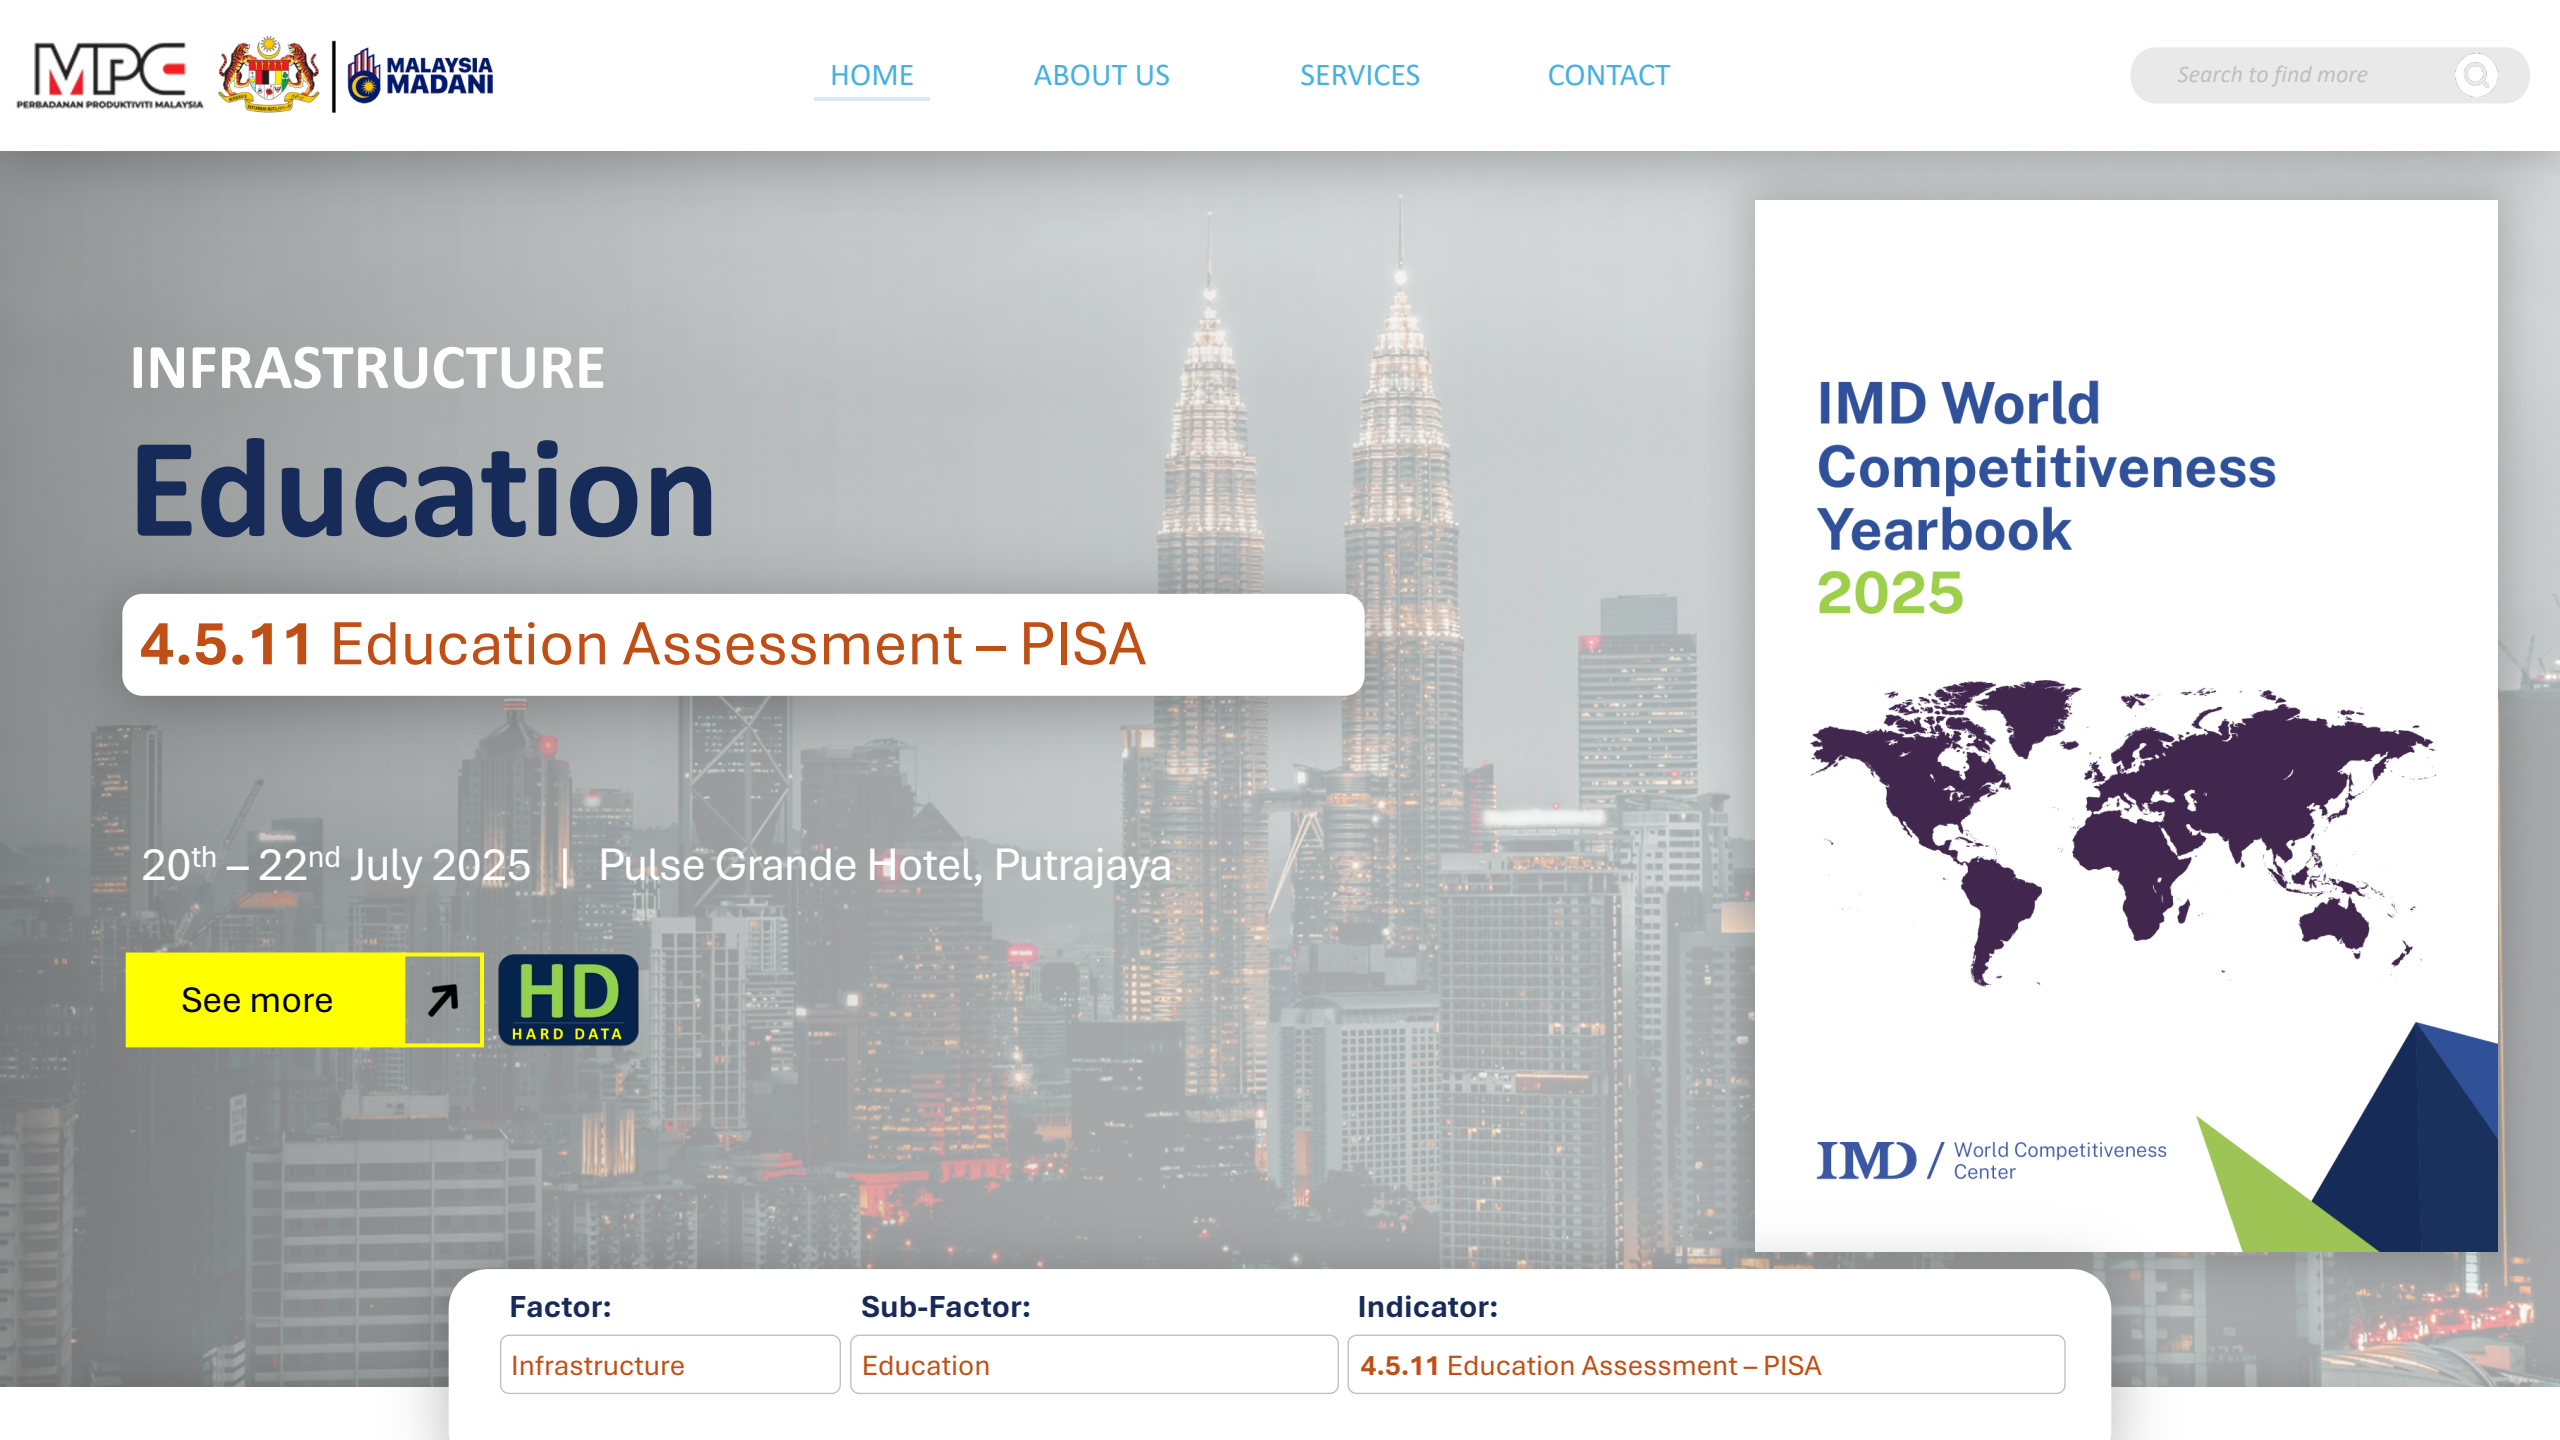 MPC
PERBADANAN PRODUKTIVITI MALAYSIA
MALAYSIA
MADANI
HOME
ABOUT US
SERVICES
CONTACT
Search to find more
INFRASTRUCTURE
Education
4.5.11 Education Assessment – PISA
20th – 22nd July 2025 | Pulse Grande Hotel, Putrajaya
See more
HD
HARD DATA
IMD World
Competitiveness
Yearbook
2025
IMD / World Competitiveness
Center
Factor:
Infrastructure
Sub-Factor:
Education
Indicator:
4.5.11 Education Assessment – PISA